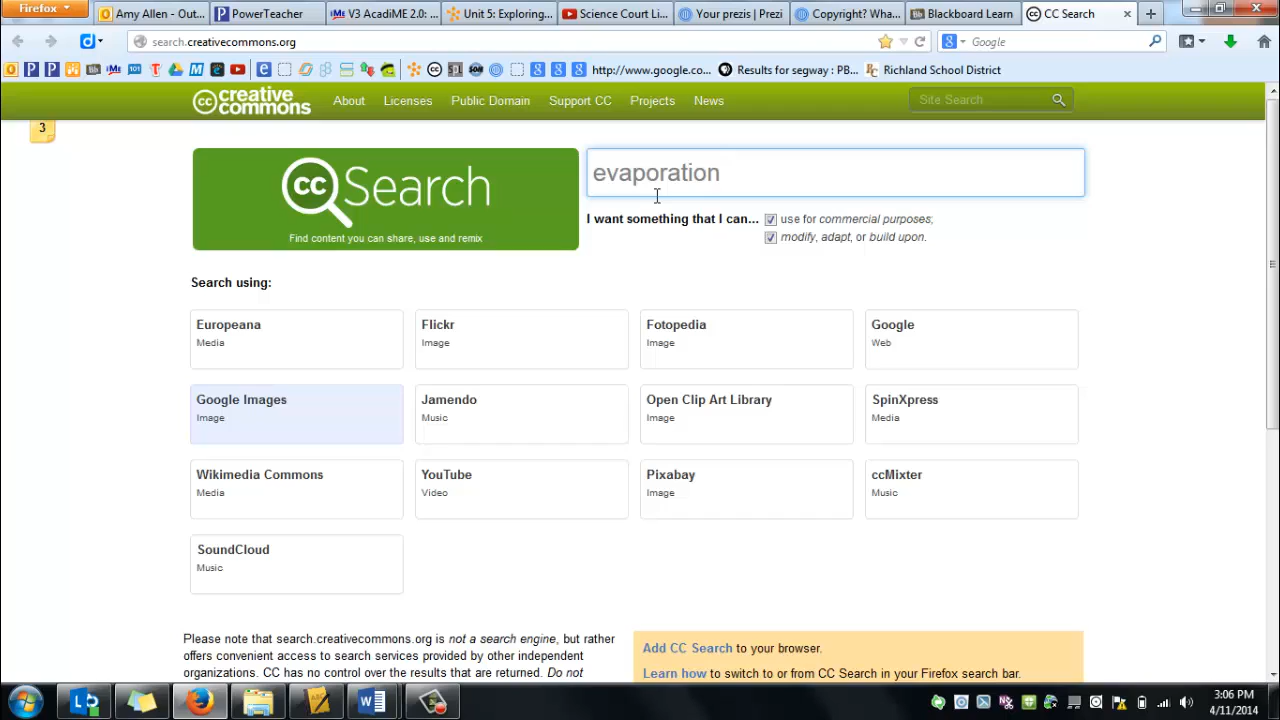 Firefox
Amy Allen - Out...
PowerTeacher
V3 AcadiME 2.0: ...
Unit 5: Exploring...
Science Court Li...
Your prezis | Prezi
Copyright? Wha...
Blackboard Learn
CC Search
search.creativecommons.org
Google
http://www.google.co...
Results for segway : PB...
Richland School District
creative commons
About
Licenses
Public Domain
Support CC
Projects
News
Site Search
3
cc Search
Find content you can share, use and remix
evaporation
I want something that I can... use for commercial purposes;
modify, adapt, or build upon.
Search using:
Europeana
Media
Flickr
Image
Fotopedia
Image
Google
Web
Google Images
Image
Jamendo
Music
Open Clip Art Library
Image
SpinXpress
Media
Wikimedia Commons
Media
YouTube
Video
Pixabay
Image
ccMixter
Music
SoundCloud
Music
Please note that search.creativecommons.org is not a search engine, but rather
offers convenient access to search services provided by other independent
organizations. CC has no control over the results that are returned. Do not
Add CC Search to your browser.
Learn how to switch to or from CC Search in your Firefox search bar.
3:06 PM
4/11/2014